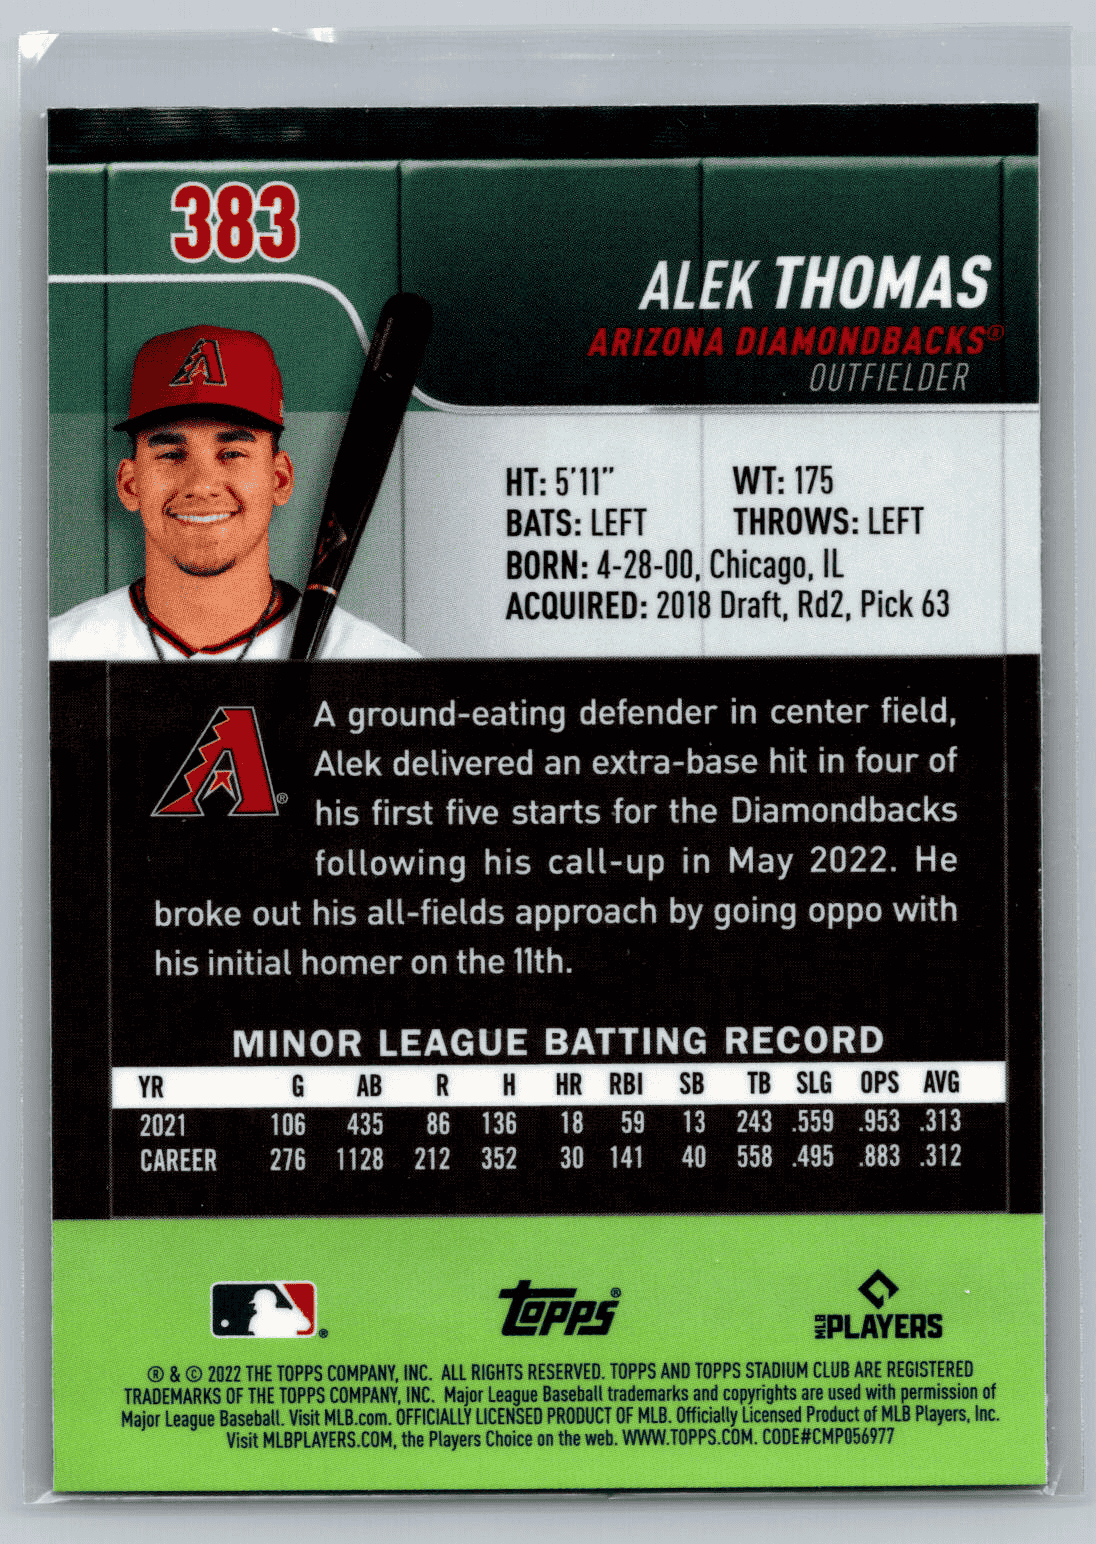 383
ALEK THOMAS
ARIZONA DIAMONDBACKS®
OUTFIELDER
HT: 5'11" WT: 175
BATS: LEFT THROWS: LEFT
BORN: 4-28-00, Chicago, IL
ACQUIRED: 2018 Draft, Rd2, Pick 63
A ground-eating defender in center field,
Alek delivered an extra-base hit in four of
his first five starts for the Diamondbacks
following his call-up in May 2022. He
broke out his all-fields approach by going oppo with
his initial homer on the 11th.
MINOR LEAGUE BATTING RECORD
YR G AB R H HR RBI SB TB SLG OPS AVG
2021 106 435 86 136 18 59 13 243 .559 .953 .313
CAREER 276 1128 212 352 30 141 40 558 .495 .883 .312
Topps®
MLB PLAYERS
® & © 2022 THE TOPPS COMPANY, INC. ALL RIGHTS RESERVED. TOPPS AND TOPPS STADIUM CLUB ARE REGISTERED
TRADEMARKS OF THE TOPPS COMPANY, INC. Major League Baseball trademarks and copyrights are used with permission of
Major League Baseball. Visit MLB.com. OFFICIALLY LICENSED PRODUCT OF MLB. Officially Licensed Product of MLB Players, Inc.
Visit MLBPLAYERS.COM, the Players Choice on the web. WWW.TOPPS.COM. CODE#CMP056977